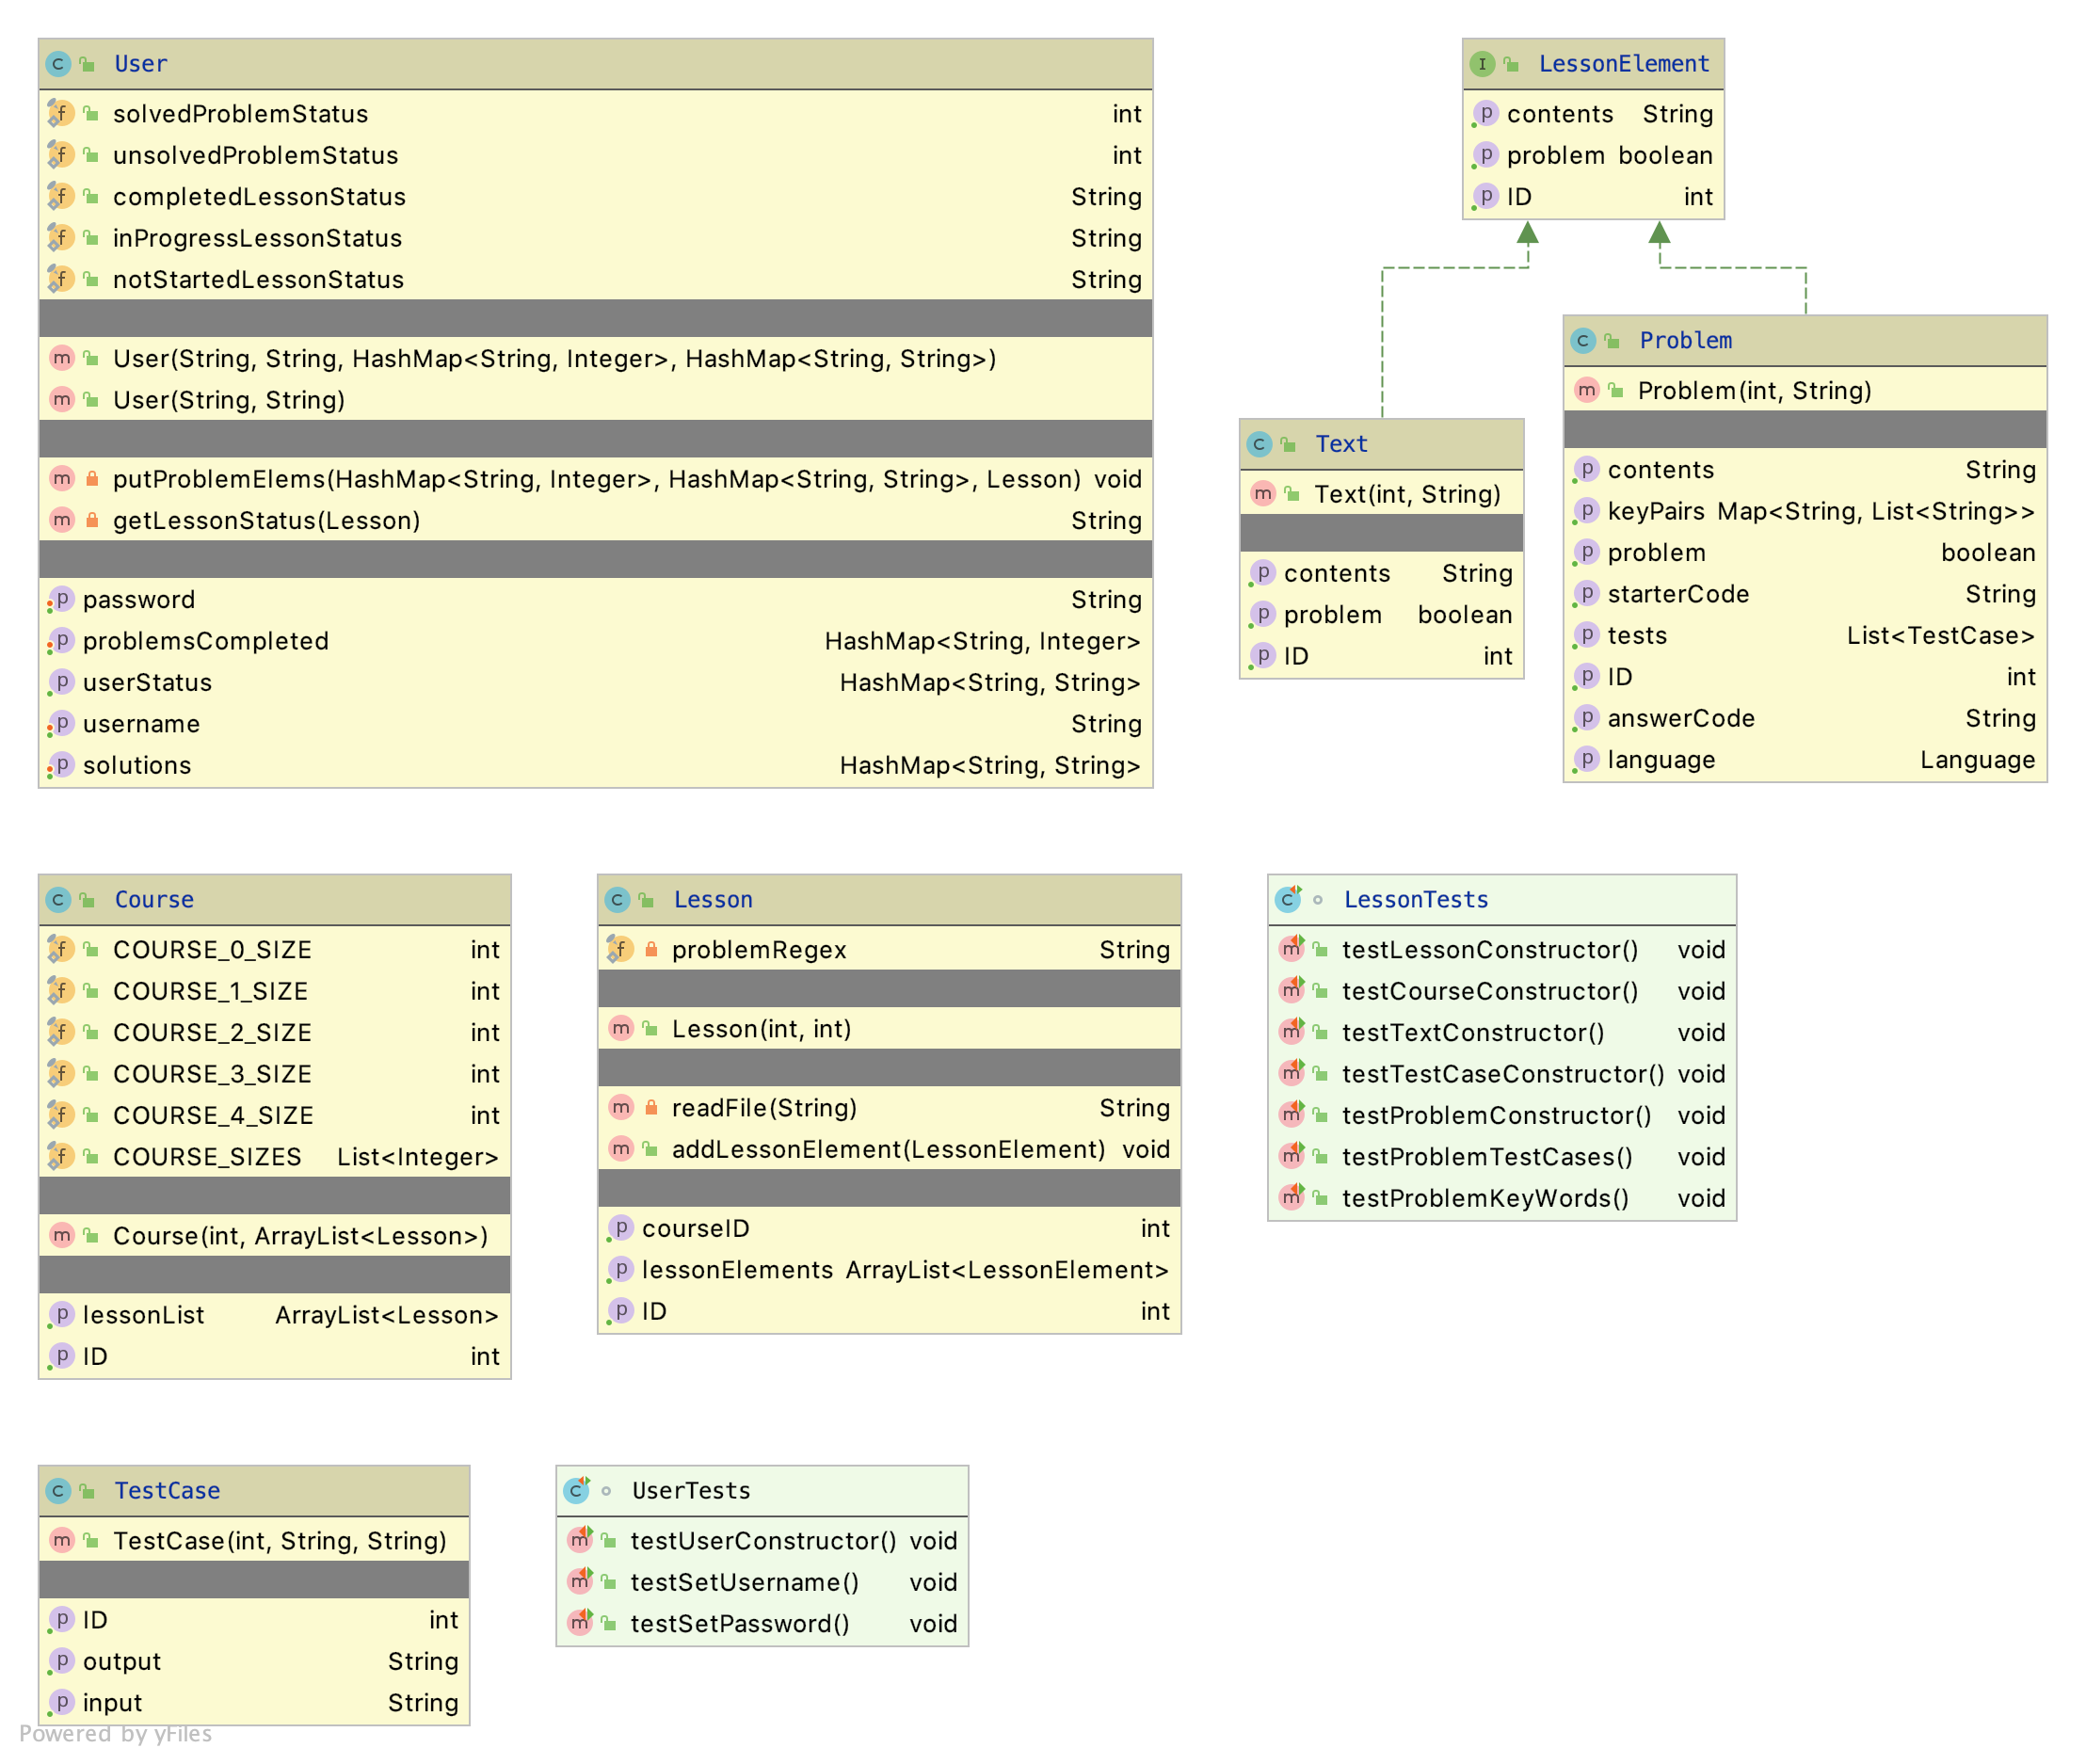 User
solvedProblemStatus int
unsolvedProblemStatus int
completedLessonStatus String
inProgressLessonStatus String
notStartedLessonStatus String
User(String, String, HashMap<String, Integer>, HashMap<String, String>)
User(String, String)
putProblemElems(HashMap<String, Integer>, HashMap<String, String>, Lesson) void
getLessonStatus(Lesson) String
password String
problemsCompleted HashMap<String, Integer>
userStatus HashMap<String, String>
username String
solutions HashMap<String, String>
LessonElement
contents String
problem boolean
ID int
Text
Text(int, String)
contents String
problem boolean
ID int
Problem
Problem(int, String)
contents String
keyPairs Map<String, List<String>>
problem boolean
starterCode String
tests List<TestCase>
ID int
answerCode String
language Language
Course
COURSE_0_SIZE int
COURSE_1_SIZE int
COURSE_2_SIZE int
COURSE_3_SIZE int
COURSE_4_SIZE int
COURSE_SIZES List<Integer>
Course(int, ArrayList<Lesson>)
lessonList ArrayList<Lesson>
ID int
Lesson
problemRegex String
Lesson(int, int)
readFile(String) String
addLessonElement(LessonElement) void
courseID int
lessonElements ArrayList<LessonElement>
ID int
LessonTests
testLessonConstructor() void
testCourseConstructor() void
testTextConstructor() void
testTestCaseConstructor() void
testProblemConstructor() void
testProblemTestCases() void
testProblemKeyWords() void
TestCase
TestCase(int, String, String)
ID int
output String
input String
UserTests
testUserConstructor() void
testSetUsername() void
testSetPassword() void
Powered by yFiles